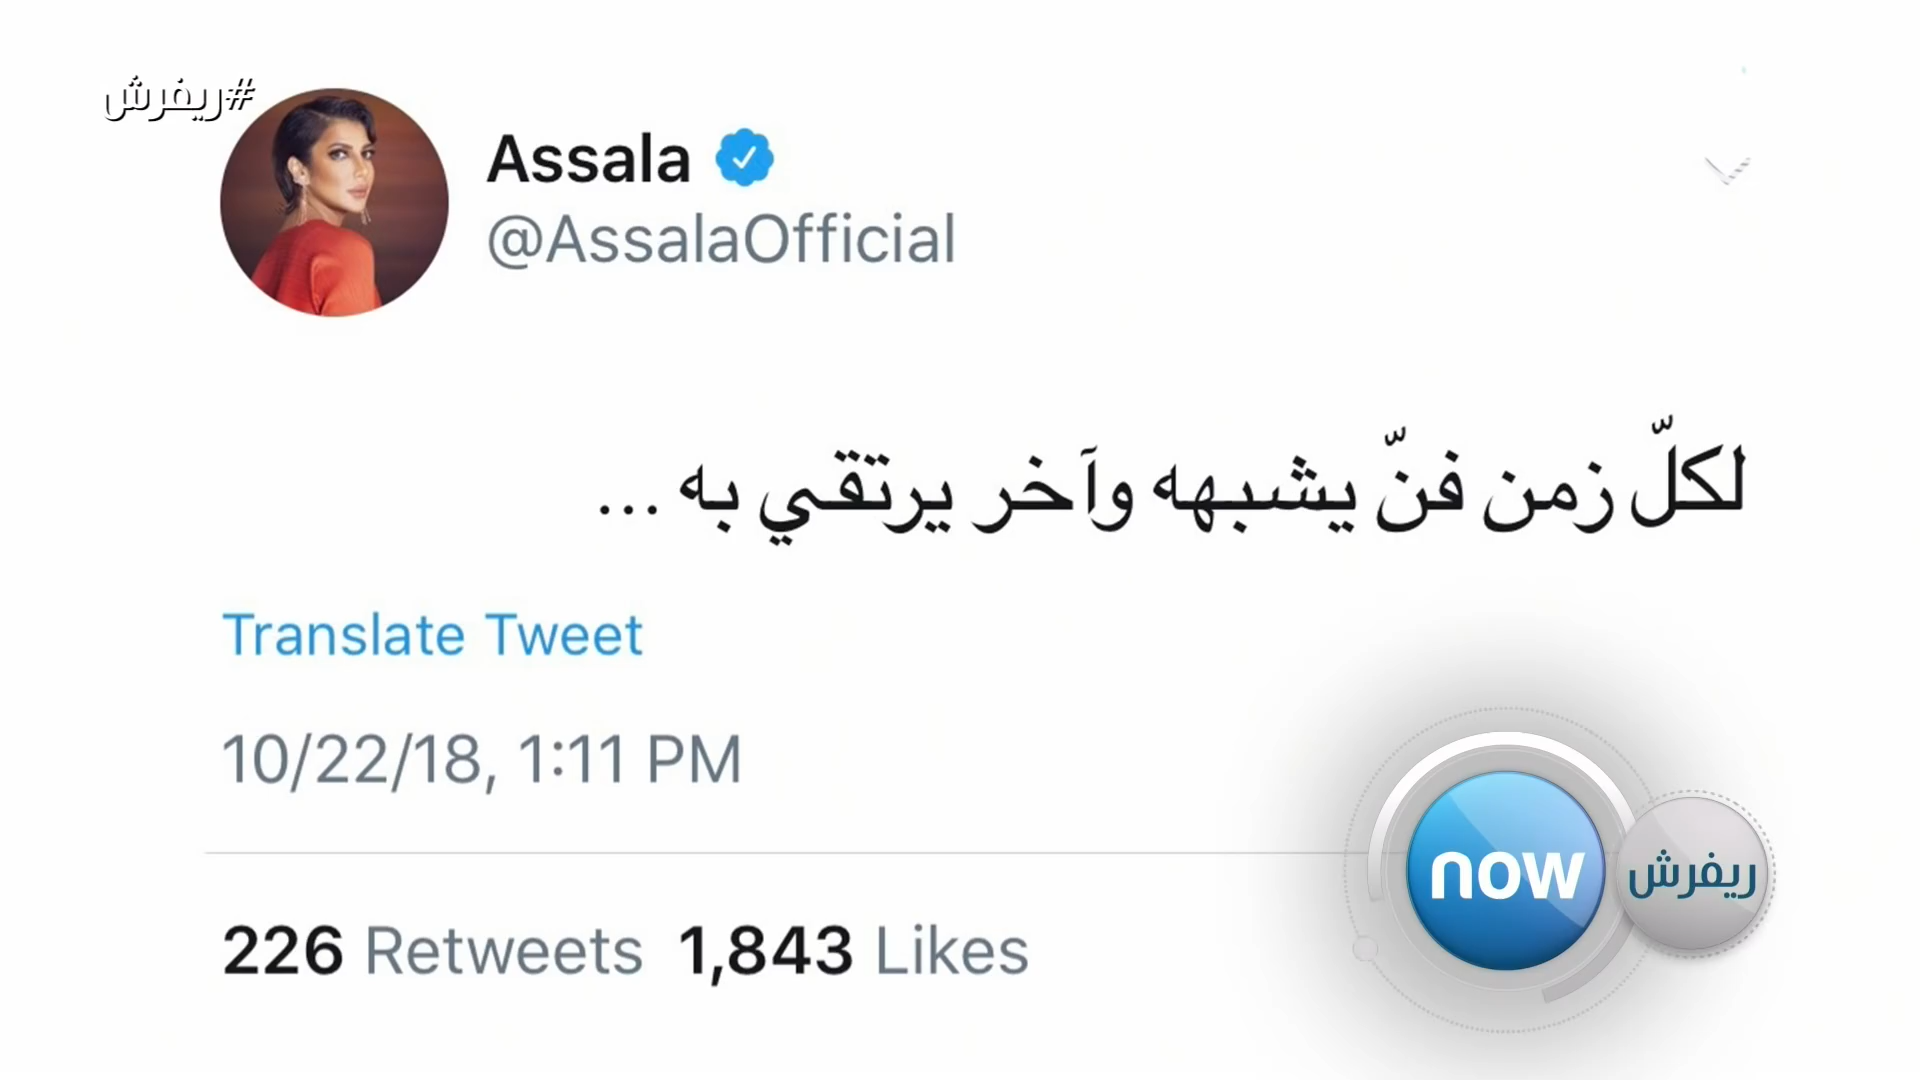 #ريفرش
Assala
@AssalaOfficial
لكلّ زمن فنّ يشبهه وآخر يرتقي به ...
Translate Tweet
10/22/18, 1:11 PM
226 Retweets 1,843 Likes
now ريفرش